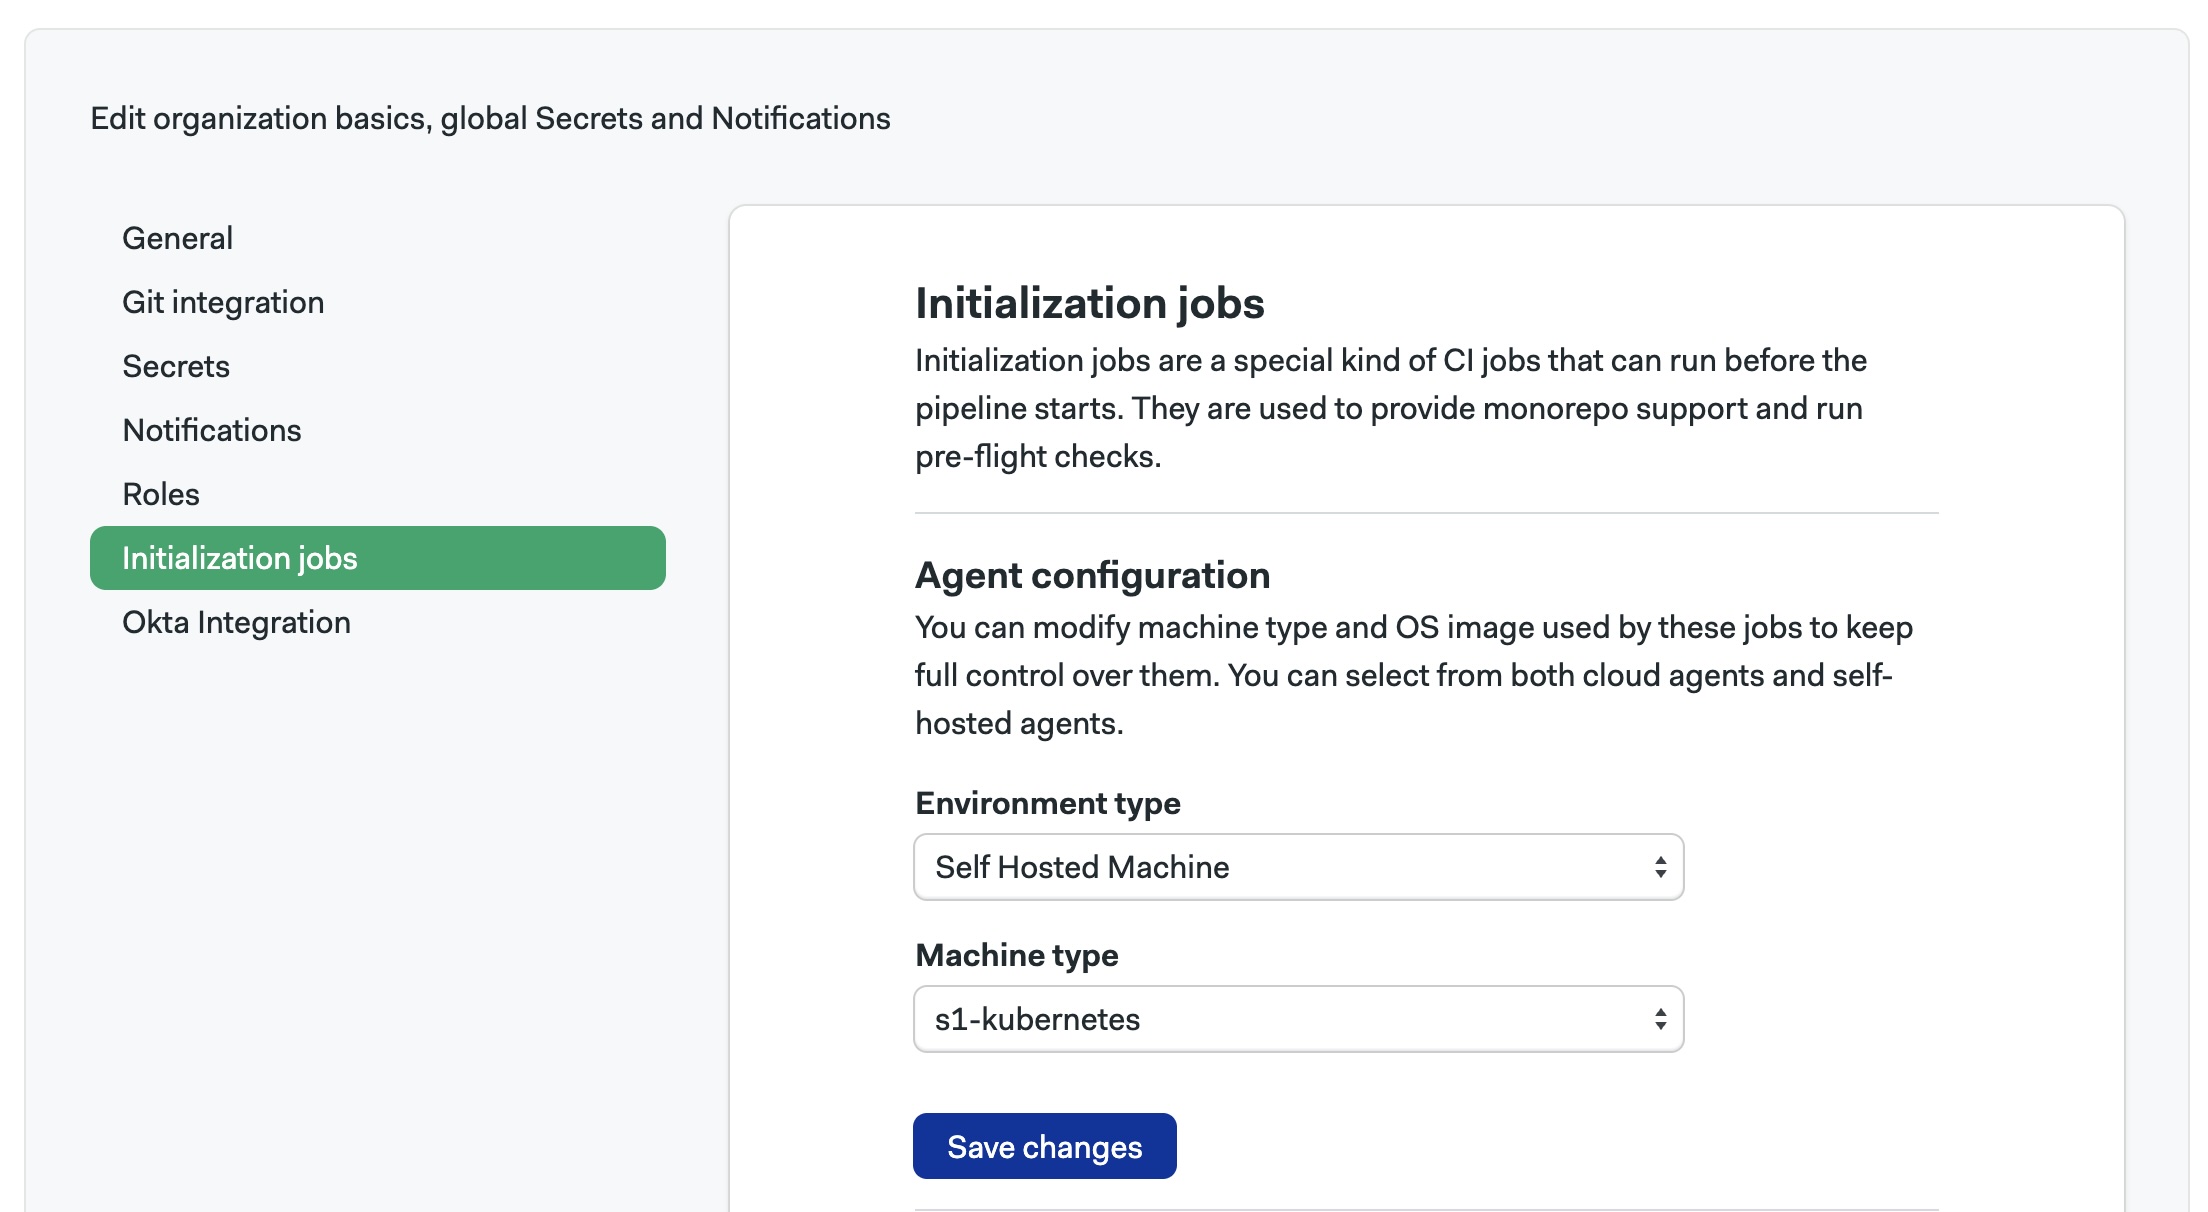 Edit organization basics, global Secrets and Notifications
General
Git integration
Secrets
Notifications
Roles
Initialization jobs
Okta Integration
Initialization jobs
Initialization jobs are a special kind of CI jobs that can run before the
pipeline starts. They are used to provide monorepo support and run
pre-flight checks.
Agent configuration
You can modify machine type and OS image used by these jobs to keep
full control over them. You can select from both cloud agents and self-
hosted agents.
Environment type
Self Hosted Machine
Machine type
s1-kubernetes
Save changes